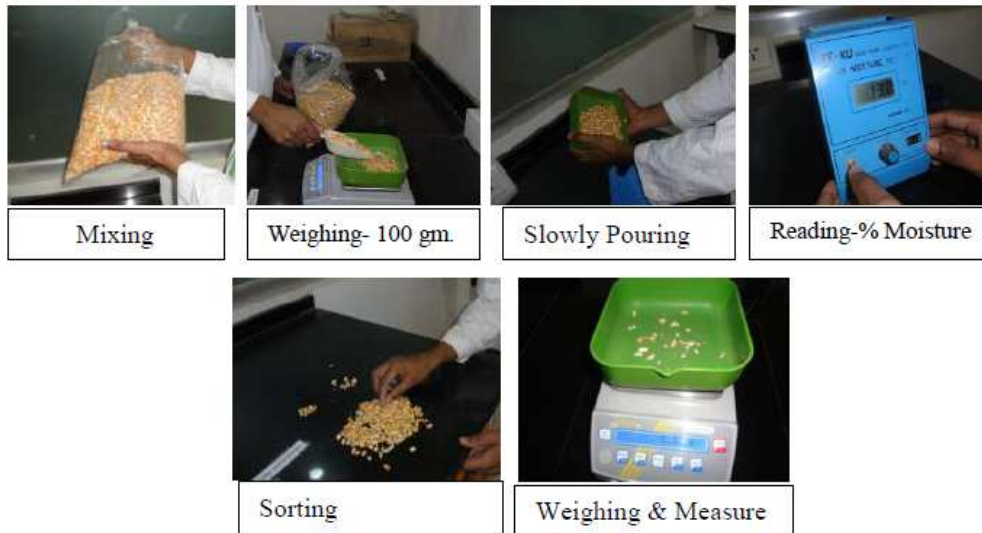 Mixing
Weighing- 100 gm.
Slowly Pouring
Reading-% Moisture
Sorting
Weighing & Measure